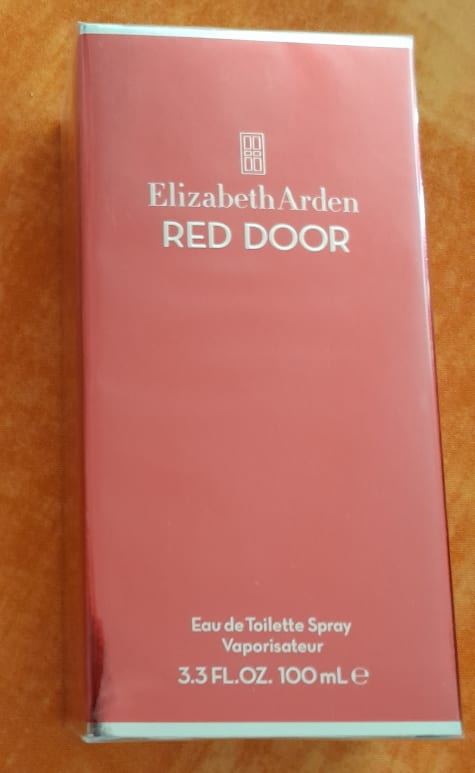 Elizabeth Arden
RED DOOR
Eau de Toilette Spray
Vaporisateur
3.3 FL.OZ. 100 mL ℮